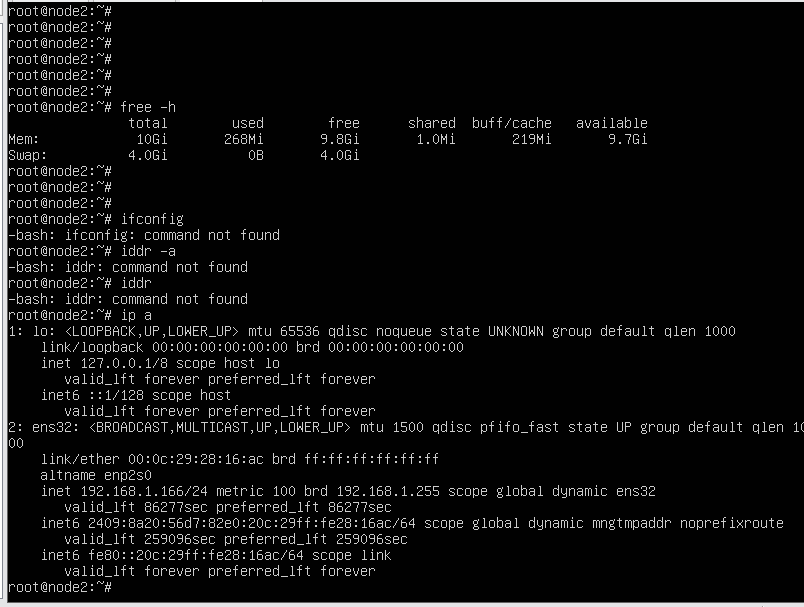 root@node2:~#
root@node2:~#
root@node2:~#
root@node2:~#
root@node2:~#
root@node2:~#
root@node2:~# free -h
               total        used        free      shared  buff/cache   available
Mem:            10Gi       268Mi       9.8Gi       1.0Mi       219Mi       9.7Gi
Swap:          4.0Gi          0B       4.0Gi
root@node2:~#
root@node2:~#
root@node2:~#
root@node2:~# ifconfig
-bash: ifconfig: command not found
root@node2:~# iddr -a
-bash: iddr: command not found
root@node2:~# iddr
-bash: iddr: command not found
root@node2:~# ip a
1: lo: <LOOPBACK,UP,LOWER_UP> mtu 65536 qdisc noqueue state UNKNOWN group default qlen 1000
    link/loopback 00:00:00:00:00:00 brd 00:00:00:00:00:00
    inet 127.0.0.1/8 scope host lo
       valid_lft forever preferred_lft forever
    inet6 ::1/128 scope host
       valid_lft forever preferred_lft forever
2: ens32: <BROADCAST,MULTICAST,UP,LOWER_UP> mtu 1500 qdisc pfifo_fast state UP group default qlen 10
00
    link/ether 00:0c:29:28:16:ac brd ff:ff:ff:ff:ff:ff
    altname enp2s0
    inet 192.168.1.166/24 metric 100 brd 192.168.1.255 scope global dynamic ens32
       valid_lft 86277sec preferred_lft 86277sec
    inet6 2409:8a20:56d7:82e0:20c:29ff:fe28:16ac/64 scope global dynamic mngtmpaddr noprefixroute
       valid_lft 259096sec preferred_lft 259096sec
    inet6 fe80::20c:29ff:fe28:16ac/64 scope link
       valid_lft forever preferred_lft forever
root@node2:~#